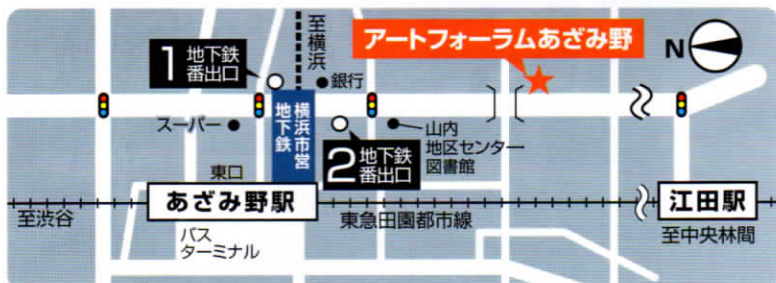 至横浜
アートフォーラムあざみ野
N
1 地下鉄
番出口
銀行
スーパー
横浜市営
地下鉄
山内
地区センター
図書館
2 地下鉄
番出口
東口
あざみ野駅
江田駅
至渋谷
東急田園都市線
至中央林間
バス
ターミナル